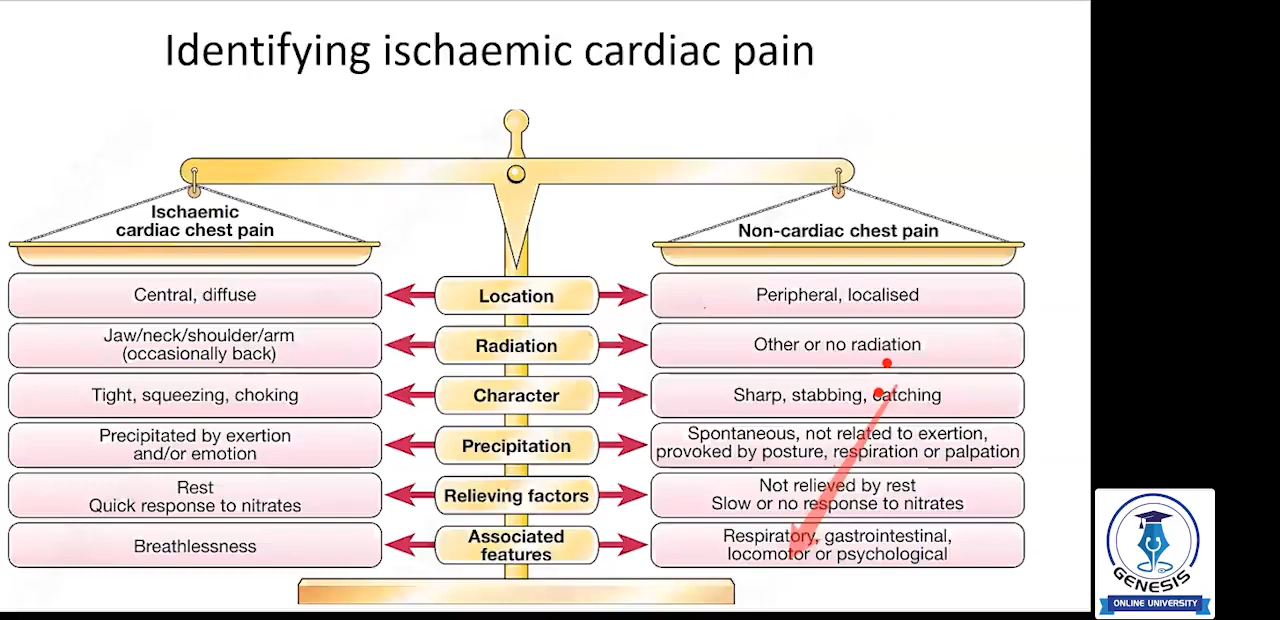 Identifying ischaemic cardiac pain
Ischaemic
cardiac chest pain
Non-cardiac chest pain
Central, diffuse
Location
Peripheral, localised
Jaw/neck/shoulder/arm
(occasionally back)
Radiation
Other or no radiation
Tight, squeezing, choking
Character
Sharp, stabbing, catching
Precipitated by exertion
and/or emotion
Precipitation
Spontaneous, not related to exertion,
provoked by posture, respiration or palpation
Rest
Quick response to nitrates
Relieving factors
Not relieved by rest
Slow or no response to nitrates
Breathlessness
Associated
features
Respiratory, gastrointestinal,
locomotor or psychological
GENESIS
ONLINE UNIVERSITY